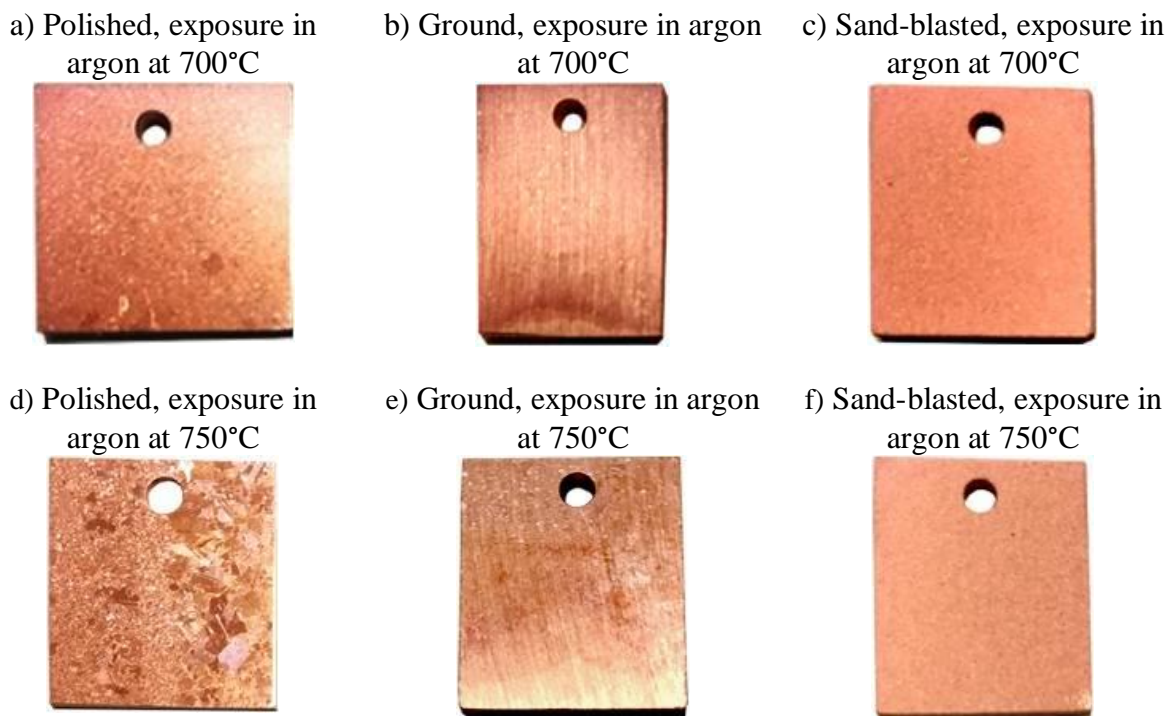 a) Polished, exposure in
argon at 700°C
b) Ground, exposure in argon
at 700°C
c) Sand-blasted, exposure in
argon at 700°C
d) Polished, exposure in
argon at 750°C
e) Ground, exposure in argon
at 750°C
f) Sand-blasted, exposure in
argon at 750°C